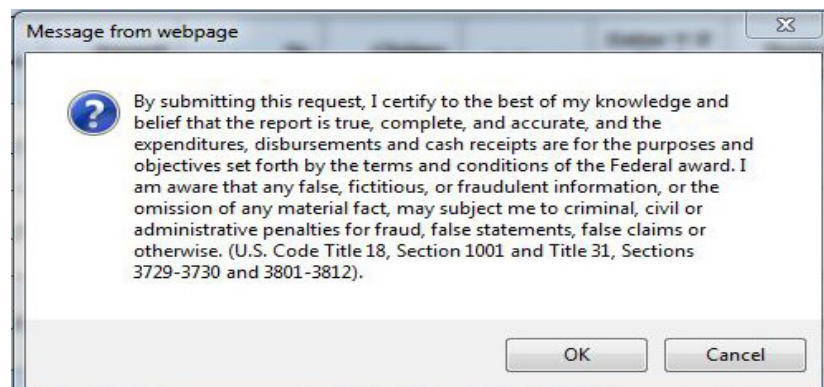 Message from webpage
By submitting this request, I certify to the best of my knowledge and
belief that the report is true, complete, and accurate, and the
expenditures, disbursements and cash receipts are for the purposes and
objectives set forth by the terms and conditions of the Federal award. I
am aware that any false, fictitious, or fraudulent information, or the
omission of any material fact, may subject me to criminal, civil or
administrative penalties for fraud, false statements, false claims or
otherwise. (U.S. Code Title 18, Section 1001 and Title 31, Sections
3729-3730 and 3801-3812).
OK Cancel